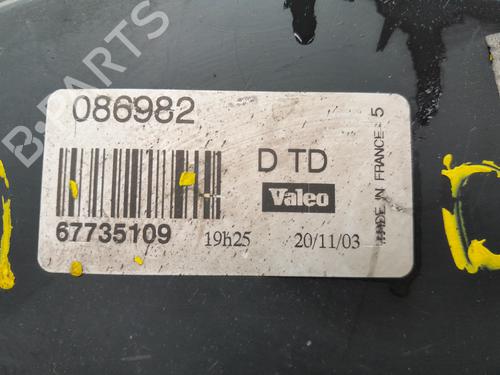 B-PARTS
086982
D TD
Valeo
67735109
19h25
20/11/03
MADE IN FRANCE 5